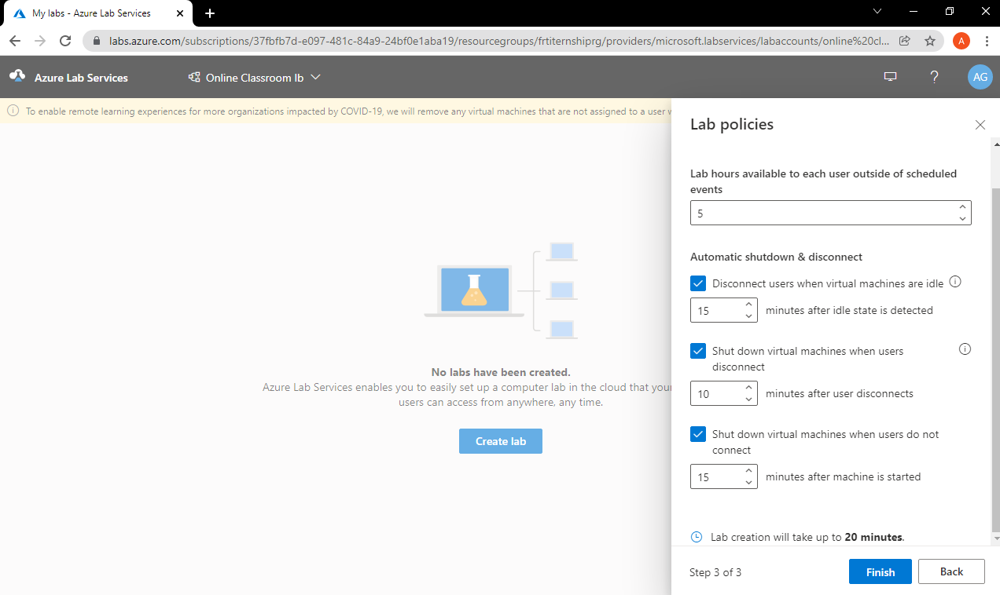 My labs - Azure Lab Services
labs.azure.com/subscriptions/37fbfb7d-e097-481c-84a9-24bf0e1aba19/resourcegroups/frtiternshiprg/providers/microsoft.labservices/labaccounts/online%20cl...
A
Azure Lab Services
Online Classroom lb
?
AG
To enable remote learning experiences for more organizations impacted by COVID-19, we will remove any virtual machines that are not assigned to a user w
No labs have been created.
Azure Lab Services enables you to easily set up a computer lab in the cloud that your
users can access from anywhere, any time.
Create lab
Lab policies
Lab hours available to each user outside of scheduled
events
5
Automatic shutdown & disconnect
Disconnect users when virtual machines are idle
15 minutes after idle state is detected
Shut down virtual machines when users
disconnect
10 minutes after user disconnects
Shut down virtual machines when users do not
connect
15 minutes after machine is started
Lab creation will take up to 20 minutes.
Step 3 of 3
Finish
Back